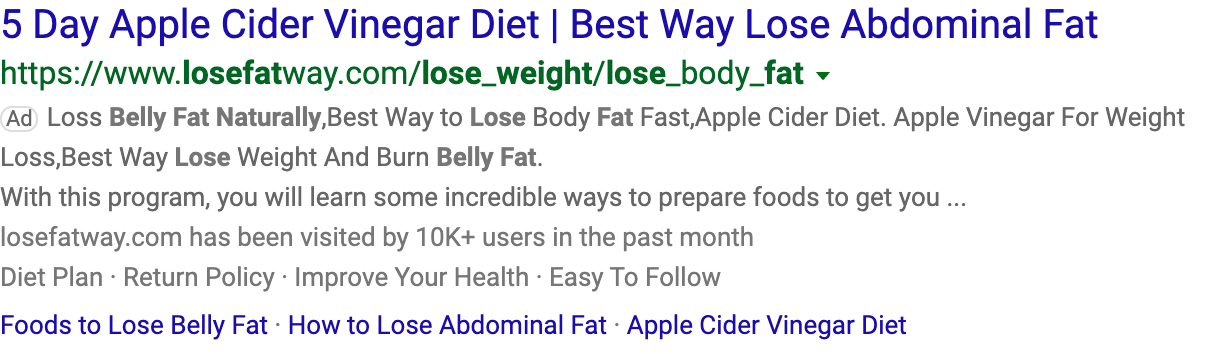 5 Day Apple Cider Vinegar Diet | Best Way Lose Abdominal Fat
https://www.losefatway.com/lose_weight/lose_body_fat
Ad Loss Belly Fat Naturally,Best Way to Lose Body Fat Fast,Apple Cider Diet. Apple Vinegar For Weight
Loss,Best Way Lose Weight And Burn Belly Fat.
With this program, you will learn some incredible ways to prepare foods to get you ...
losefatway.com has been visited by 10K+ users in the past month
Diet Plan · Return Policy · Improve Your Health · Easy To Follow
Foods to Lose Belly Fat · How to Lose Abdominal Fat · Apple Cider Vinegar Diet